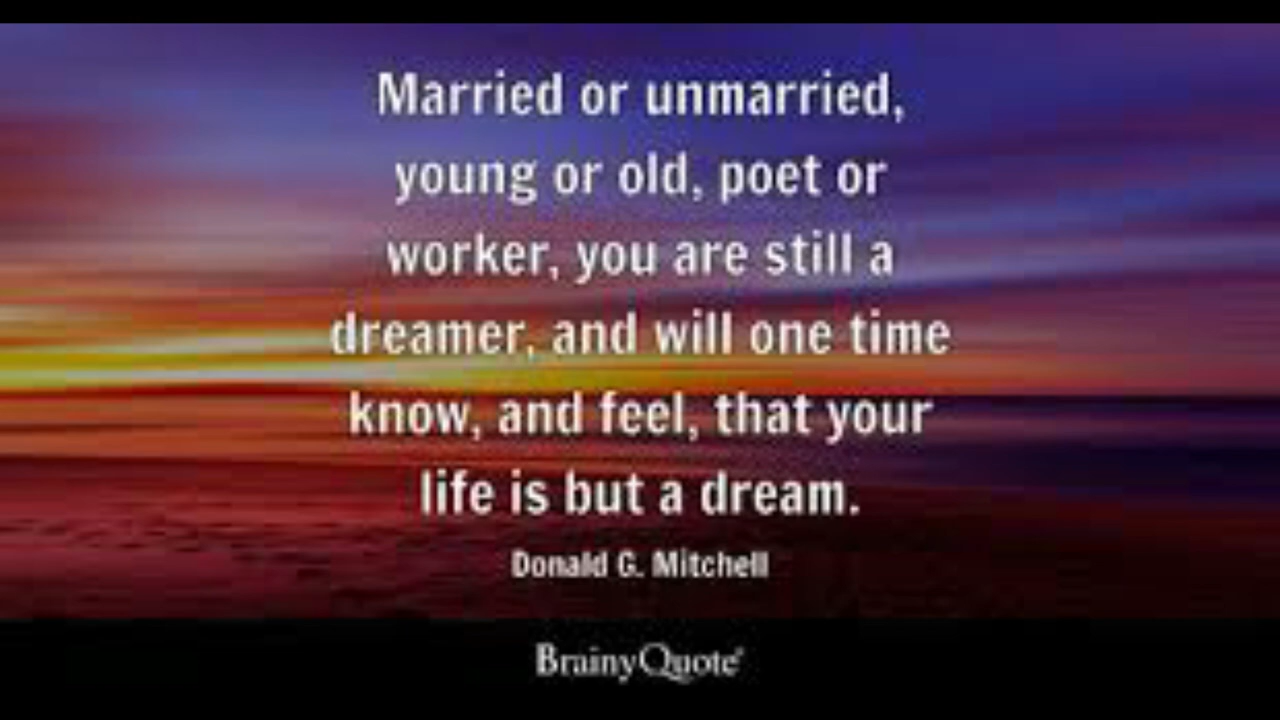 Married or unmarried,
young or old, poet or
worker, you are still a
dreamer, and will one time
know, and feel, that your
life is but a dream.
Donald G. Mitchell
BrainyQuote®